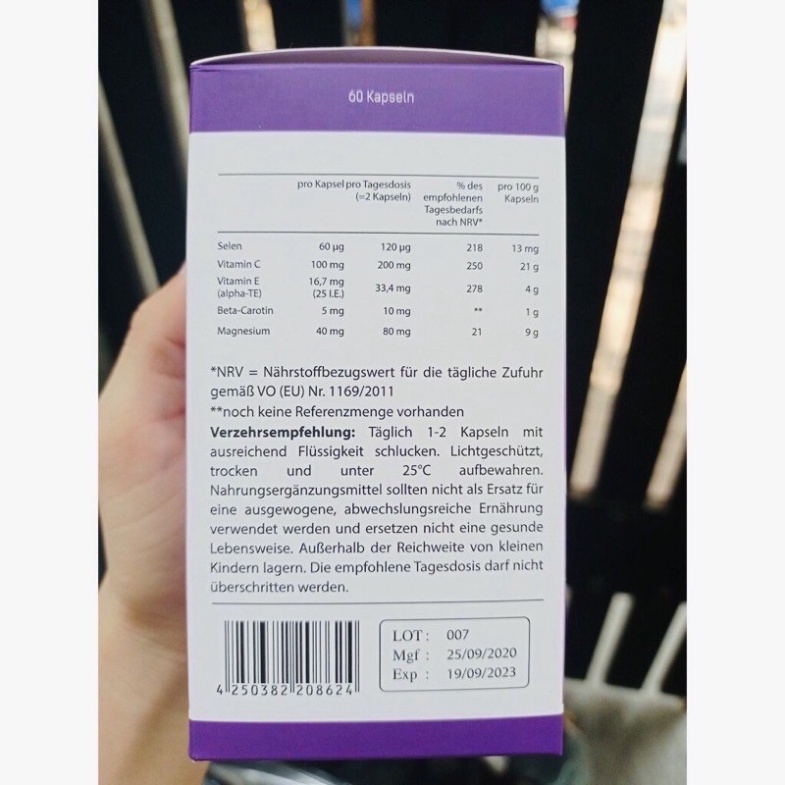 60 Kapseln
pro Kapsel pro Tagesdosis (=2 Kapseln) % des empfohlenen Tagesbedarfs nach NRV* pro 100 g Kapseln
Selen 60 µg 120 µg 218 13 mg
Vitamin C 100 mg 200 mg 250 21 g
Vitamin E (alpha-TE) 16,7 mg (25 I.E.) 33,4 mg 278 4 g
Beta-Carotin 5 mg 10 mg ** 1 g
Magnesium 40 mg 80 mg 21 9 g
*NRV = Nährstoffbezugswert für die tägliche Zufuhr
gemäß VO (EU) Nr. 1169/2011
**noch keine Referenzmenge vorhanden
Verzehrsempfehlung: Täglich 1-2 Kapseln mit
ausreichend Flüssigkeit schlucken. Lichtgeschützt,
trocken und unter 25°C aufbewahren.
Nahrungsergänzungsmittel sollten nicht als Ersatz für
eine ausgewogene, abwechslungsreiche Ernährung
verwendet werden und ersetzen nicht eine gesunde
Lebensweise. Außerhalb der Reichweite von kleinen
Kindern lagern. Die empfohlene Tagesdosis darf nicht
überschritten werden.
4 250382 208624
LOT : 007
Mgf : 25/09/2020
Exp : 19/09/2023